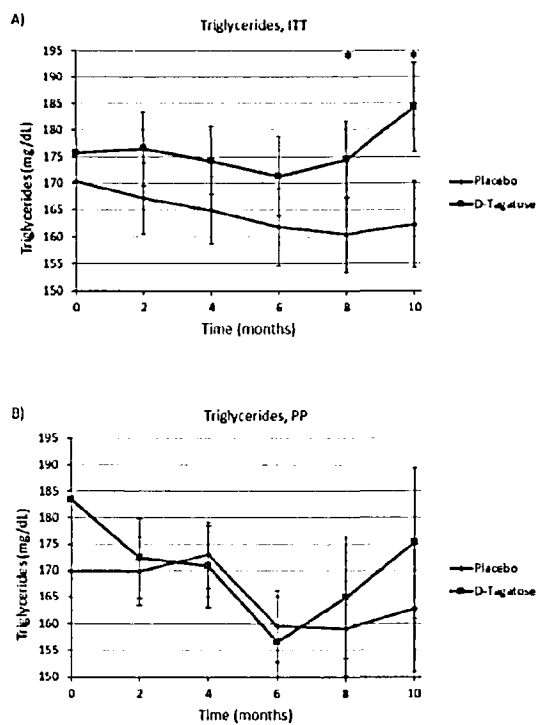 A)
Triglycerides, ITT
Triglycerides (mg/dL)
195
190
185
180
175
170
165
160
155
150
0 2 4 6 8 10
Time (months)
Placebo
D-Tagatose
B)
Triglycerides, PP
Triglycerides (mg/dL)
195
190
185
180
175
170
165
160
155
150
0 2 4 6 8 10
Time (months)
Placebo
D-Tagatose